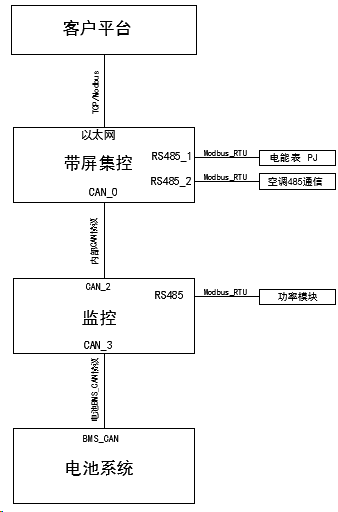 客户平台
TCP/Modbus
以太网
带屏集控
RS485_1
Modbus_RTU
电能表 PJ
RS485_2
Modbus_RTU
空调485通信
CAN_0
内部CAN协议
CAN_2
RS485
Modbus_RTU
功率模块
监控
CAN_3
电池BMS_CAN协议
BMS_CAN
电池系统